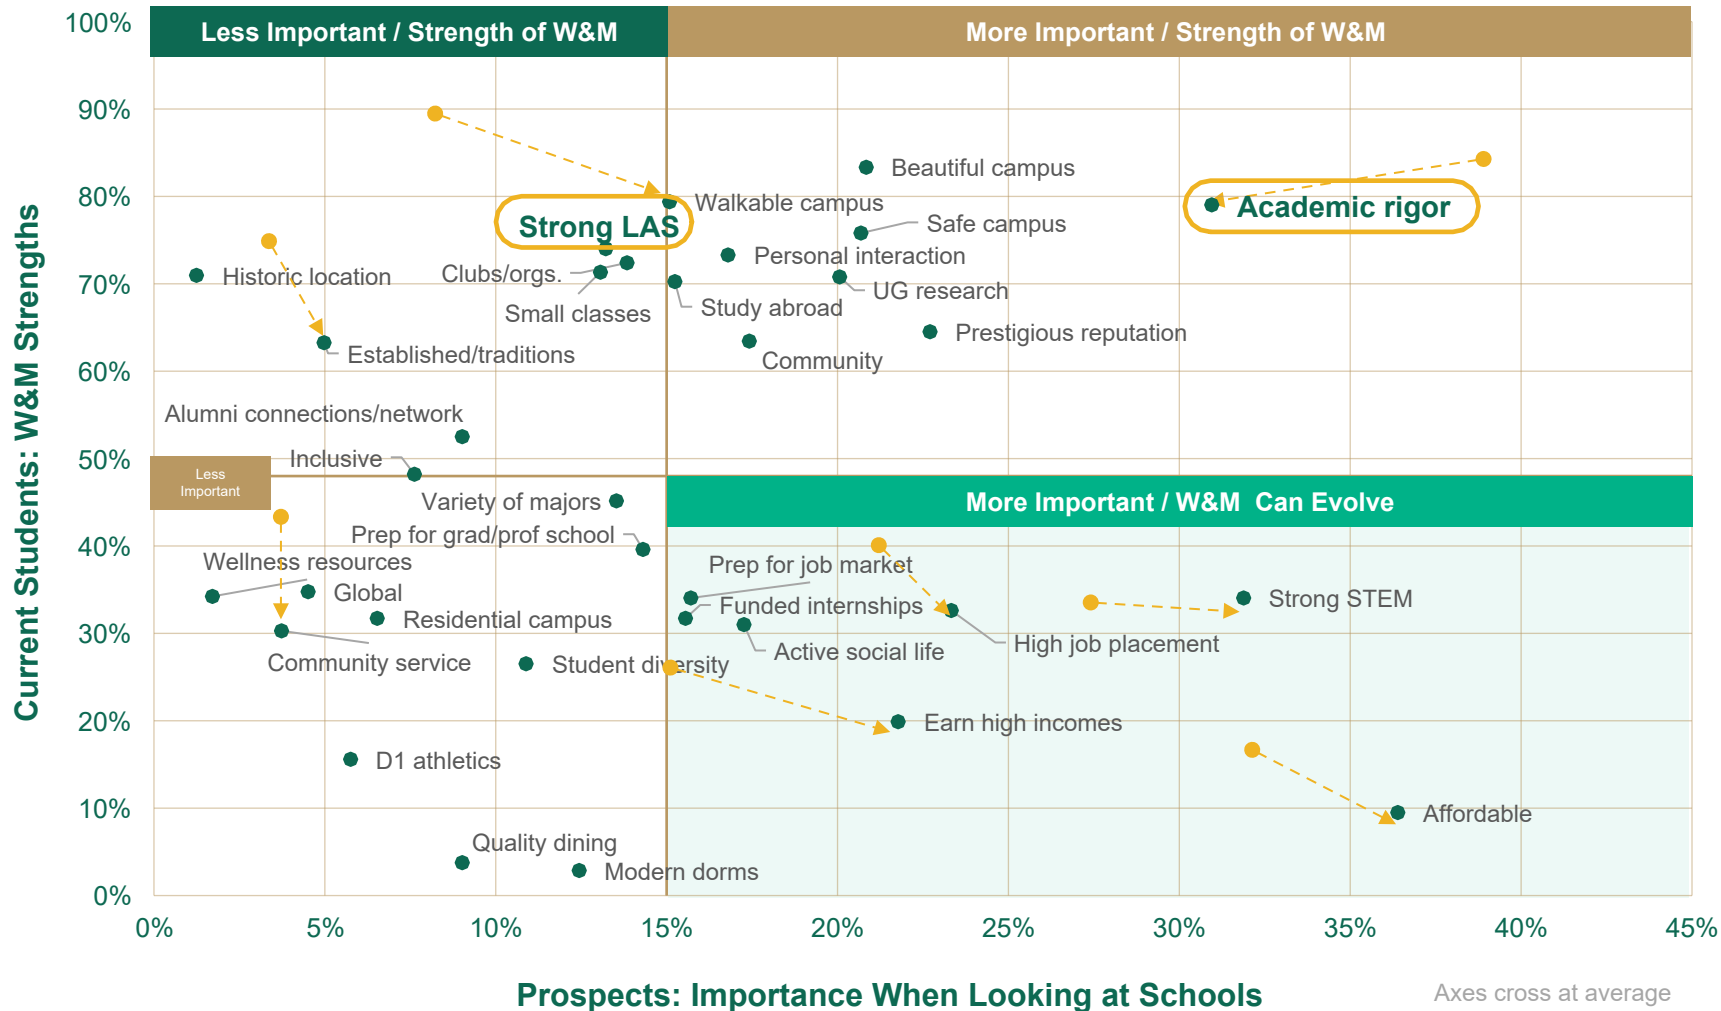 100%
Less Important / Strength of W&M
More Important / Strength of W&M
90%
Beautiful campus
80%
Walkable campus
Academic rigor
Strong LAS
Safe campus
Personal interaction
70%
Historic location
Clubs/orgs.
UG research
Small classes
Study abroad
Prestigious reputation
Established/traditions
Community
60%
Alumni connections/network
50%
Inclusive
Less
Important
Variety of majors
More Important / W&M  Can Evolve
Prep for grad/prof school
40%
Wellness resources
Prep for job market
Global
Funded internships
Strong STEM
Residential campus
30%
High job placement
Active social life
Community service
Student diversity
20%
Earn high incomes
D1 athletics
10%
Affordable
Quality dining
Modern dorms
0%
0%
5%
10%
15%
20%
25%
30%
35%
40%
45%
Current Students: W&M Strengths
Prospects: Importance When Looking at Schools
Axes cross at average